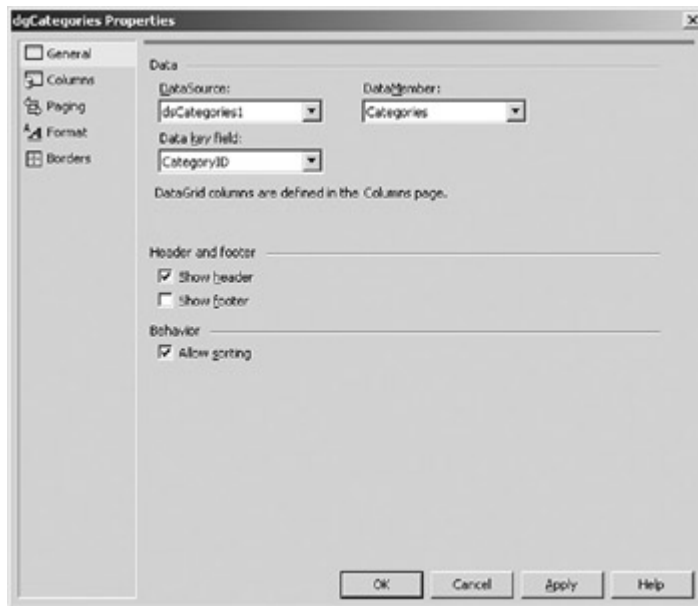 dgCategories Properties
General
Columns
Paging
Format
Borders
Data
DataSource: DataMember:
dsCategories1 Categories
Data key field:
CategoryID
DataGrid columns are defined in the Columns page.
Header and footer
Show header
Show footer
Behavior
Allow sorting
OK Cancel Apply Help